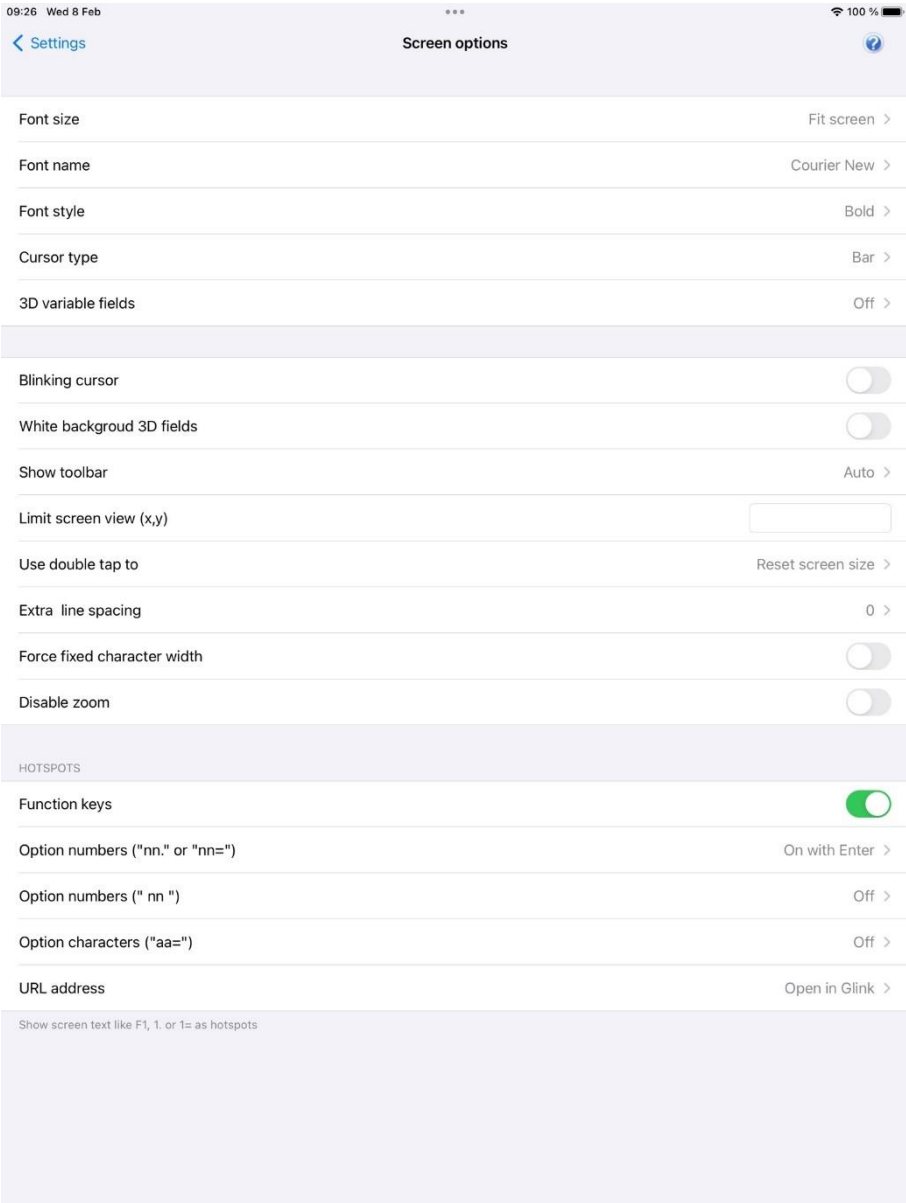 09:26 Wed 8 Feb 100 %
Settings Screen options ?
Font size Fit screen
Font name Courier New
Font style Bold
Cursor type Bar
3D variable fields Off
Blinking cursor
White backgroud 3D fields
Show toolbar Auto
Limit screen view (x,y)
Use double tap to Reset screen size
Extra line spacing 0
Force fixed character width
Disable zoom
HOTSPOTS
Function keys
Option numbers ("nn." or "nn=") On with Enter
Option numbers (" nn ") Off
Option characters ("aa=") Off
URL address Open in Glink
Show screen text like F1, 1. or 1= as hotspots